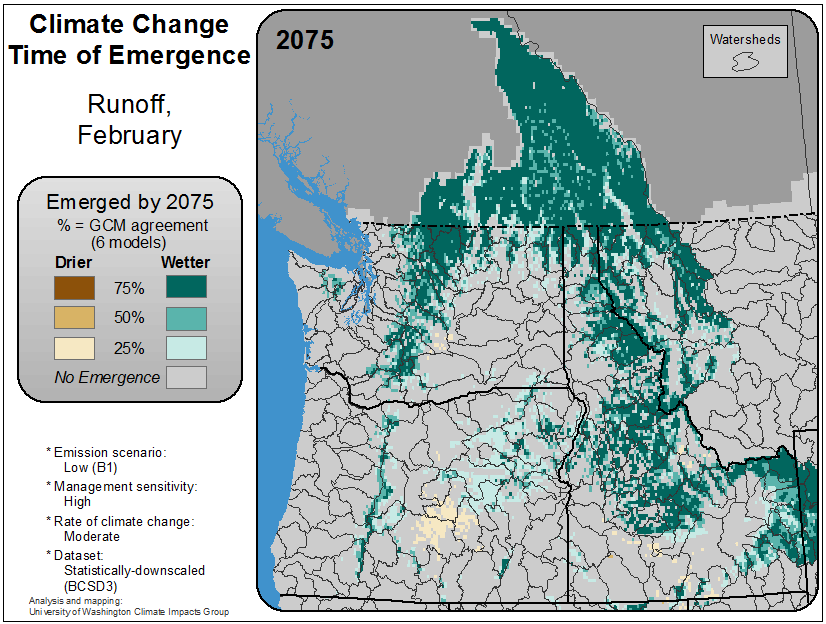 Climate Change
Time of Emergence
Runoff,
February
Emerged by 2075
% = GCM agreement
(6 models)
Drier Wetter
75%
50%
25%
No Emergence
* Emission scenario:
Low (B1)
* Management sensitivity:
High
* Rate of climate change:
Moderate
* Dataset:
Statistically-downscaled
(BCSD3)
Analysis and mapping:
University of Washington Climate Impacts Group
2075
Watersheds